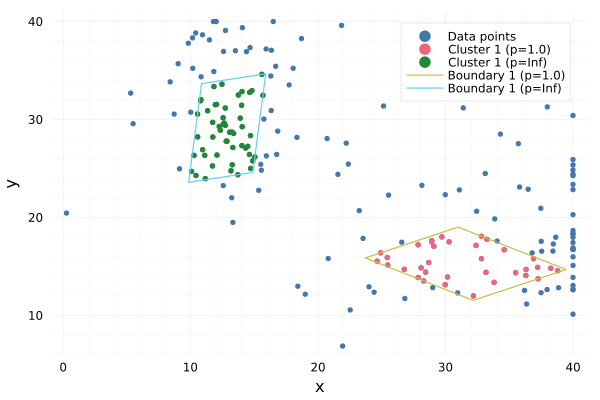 Data points
Cluster 1 (p=1.0)
Cluster 1 (p=Inf)
Boundary 1 (p=1.0)
Boundary 1 (p=Inf)
40
30
20
10
y
0 10 20 30 40
x